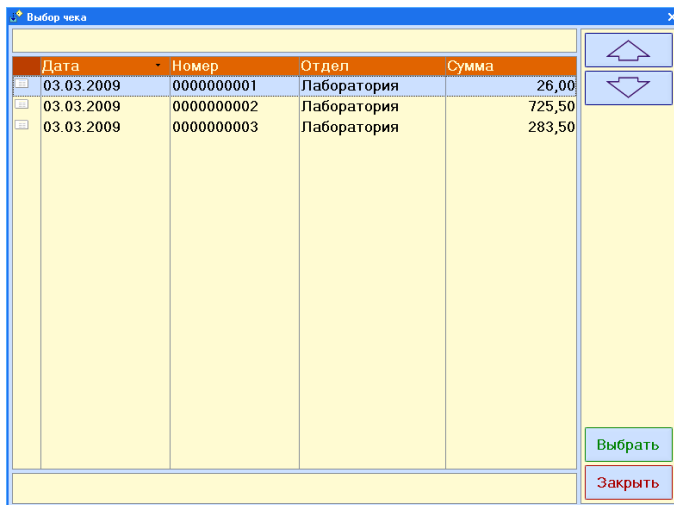 Выбор чека
Дата Номер Отдел Сумма
03.03.2009 0000000001 Лаборатория 26,00
03.03.2009 0000000002 Лаборатория 725,50
03.03.2009 0000000003 Лаборатория 283,50
Выбрать
Закрыть